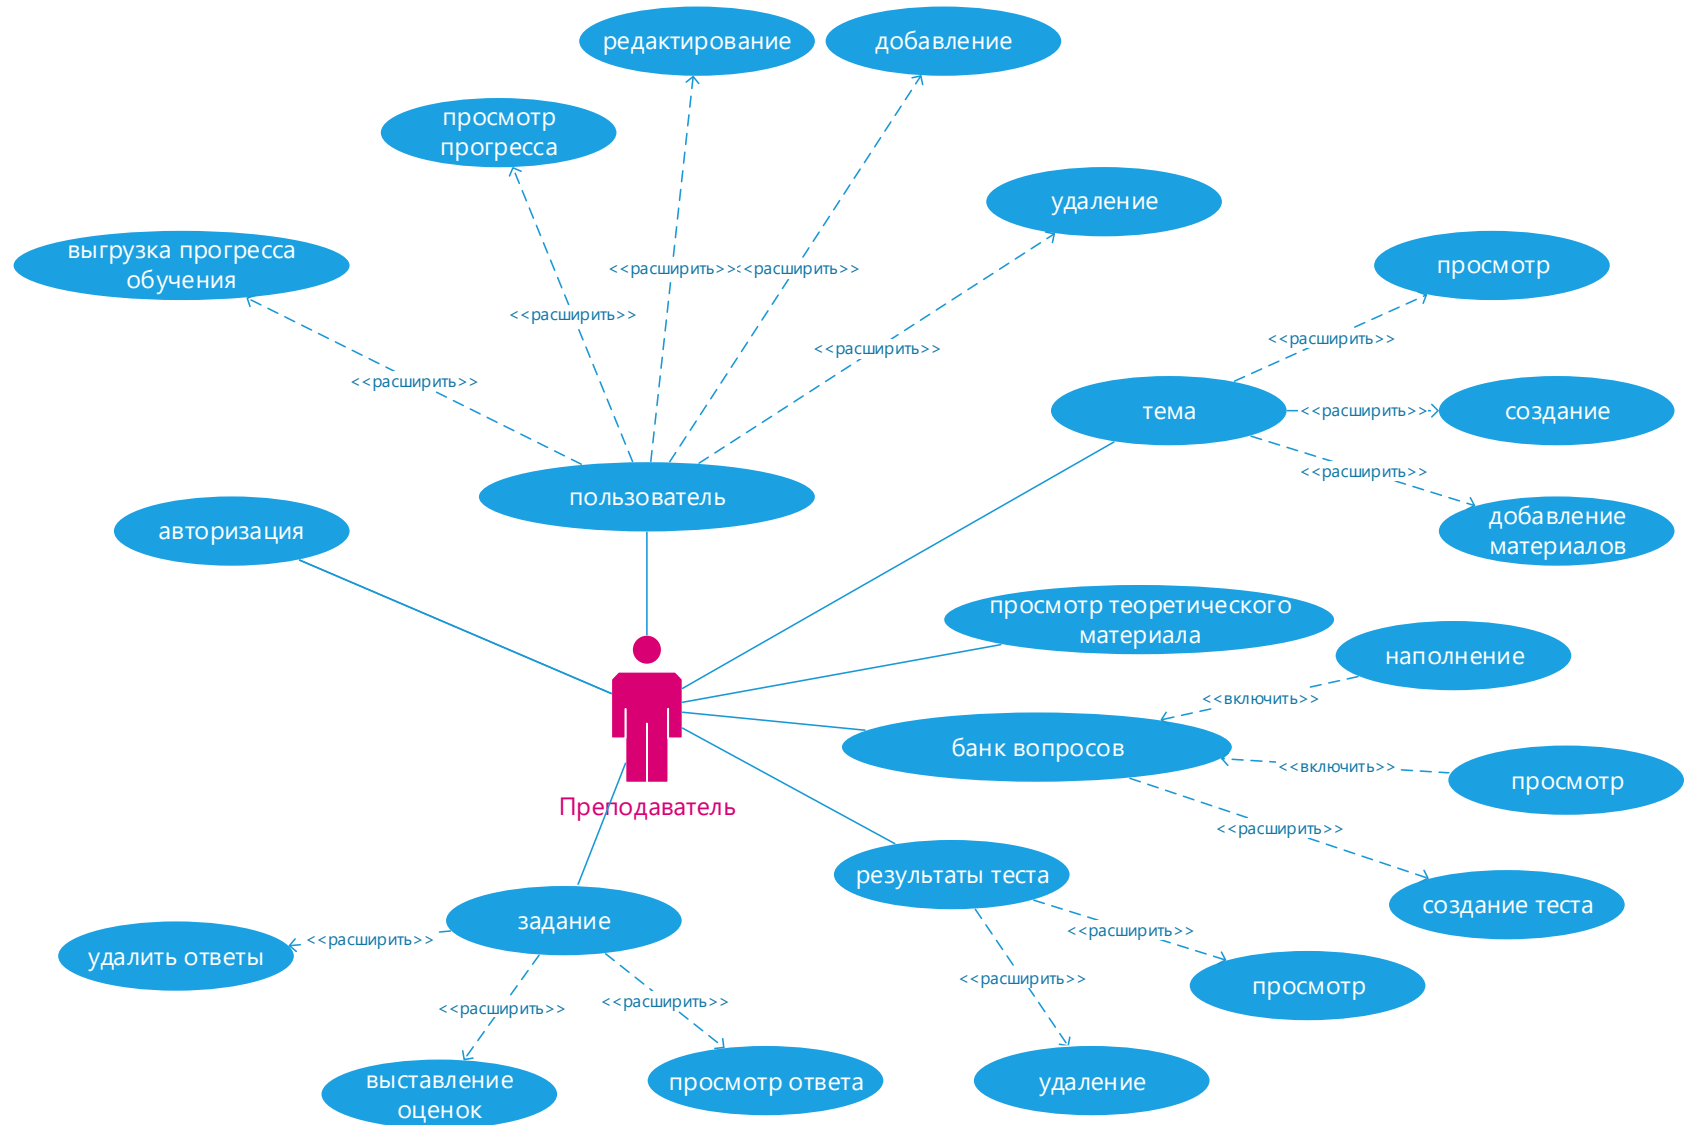 редактирование
добавление
просмотр
прогресса
удаление
выгрузка прогресса
обучения
просмотр
<<расширить>>
<<расширить>>
<<расширить>>
<<расширить>>
<<расширить>>
<<расширить>>
тема
<<расширить>>
создание
<<расширить>>
пользователь
добавление
материалов
авторизация
просмотр теоретического
материала
наполнение
<<включить>>
банк вопросов
<<включить>>
просмотр
Преподаватель
<<расширить>>
результаты теста
создание теста
задание
<<расширить>>
<<расширить>>
удалить ответы
<<расширить>>
просмотр
<<расширить>>
<<расширить>>
выставление
оценок
просмотр ответа
удаление